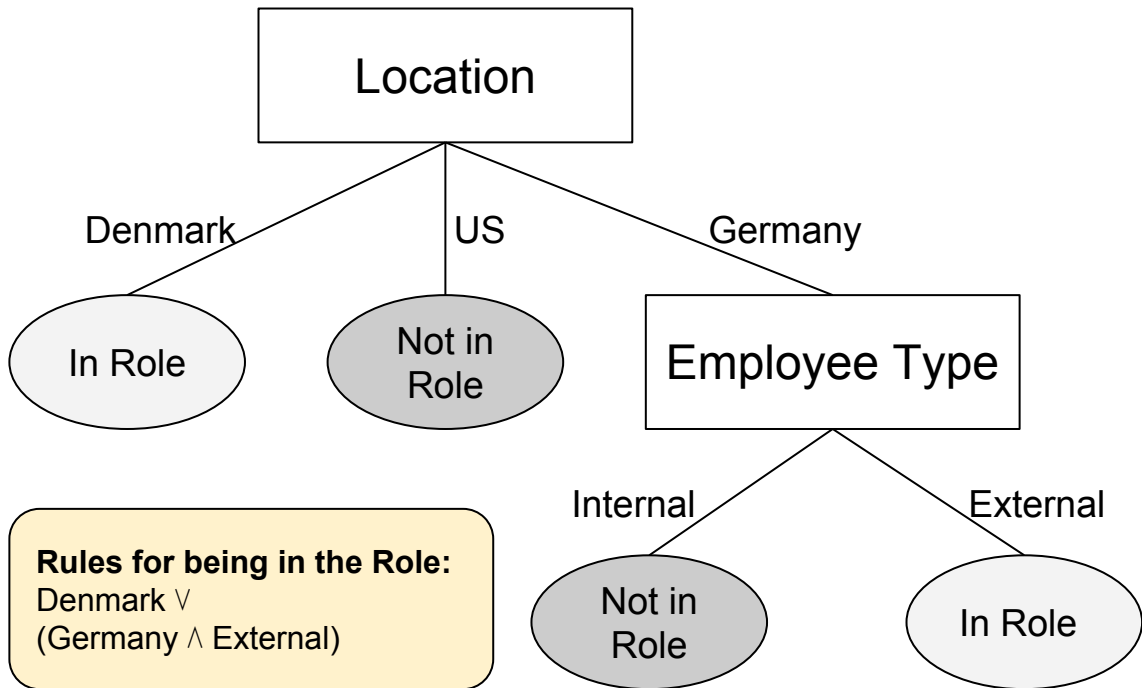 Location
Denmark
US
Germany
In Role
Not in
Role
Employee Type
Internal
External
Rules for being in the Role:
Denmark ∨
(Germany ∧ External)
Not in
Role
In Role